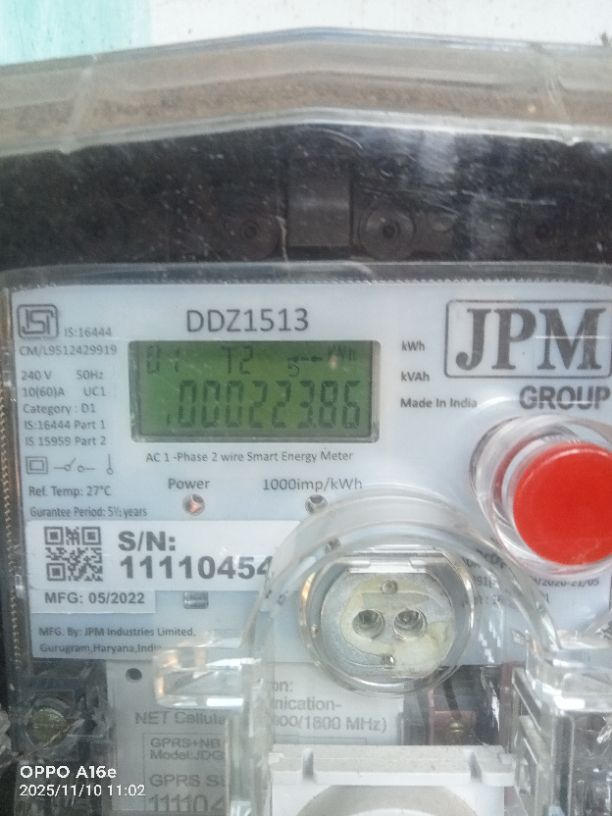 IS:16444
CM/L9512429919
DDZ1513
JPM
GROUP
240 V 50Hz
10(60)A UC1
Category : D1
IS:16444 Part 1
IS 15959 Part 2
01 T2 kWh
.00022386
kWh
kVAh
Made In India
AC 1 -Phase 2 wire Smart Energy Meter
Ref. Temp: 27°C
Gurantee Period: 5½ years
Power 1000imp/kWh
S/N:
11110454
MFG: 05/2022
MFG. By: JPM Industries Limited.
Gurugram,Haryana,India
NET Cellula
GPRS+NB
GPRS
OPPO A16e
2025/11/10 11:02